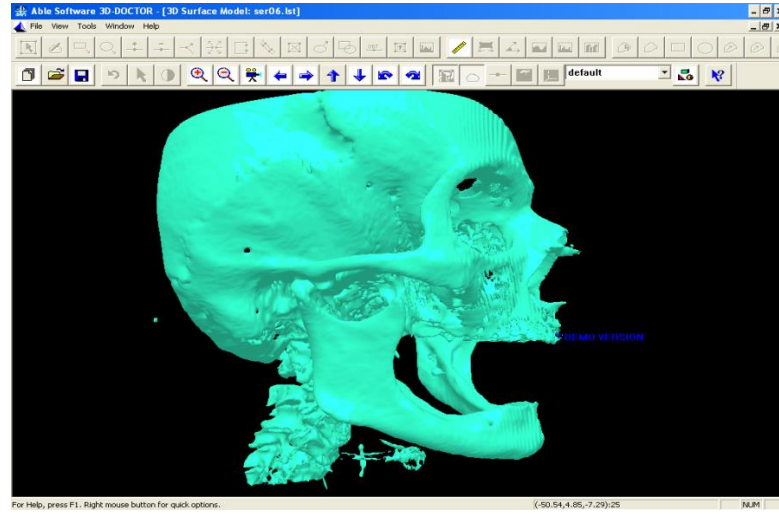 Able Software 3D-DOCTOR - [3D Surface Model: ser06.lst]
File View Tools Window Help
default
DEMO VERSION
For Help, press F1. Right mouse button for quick options.
(-50.54,4.85,-7.29):25
NUM